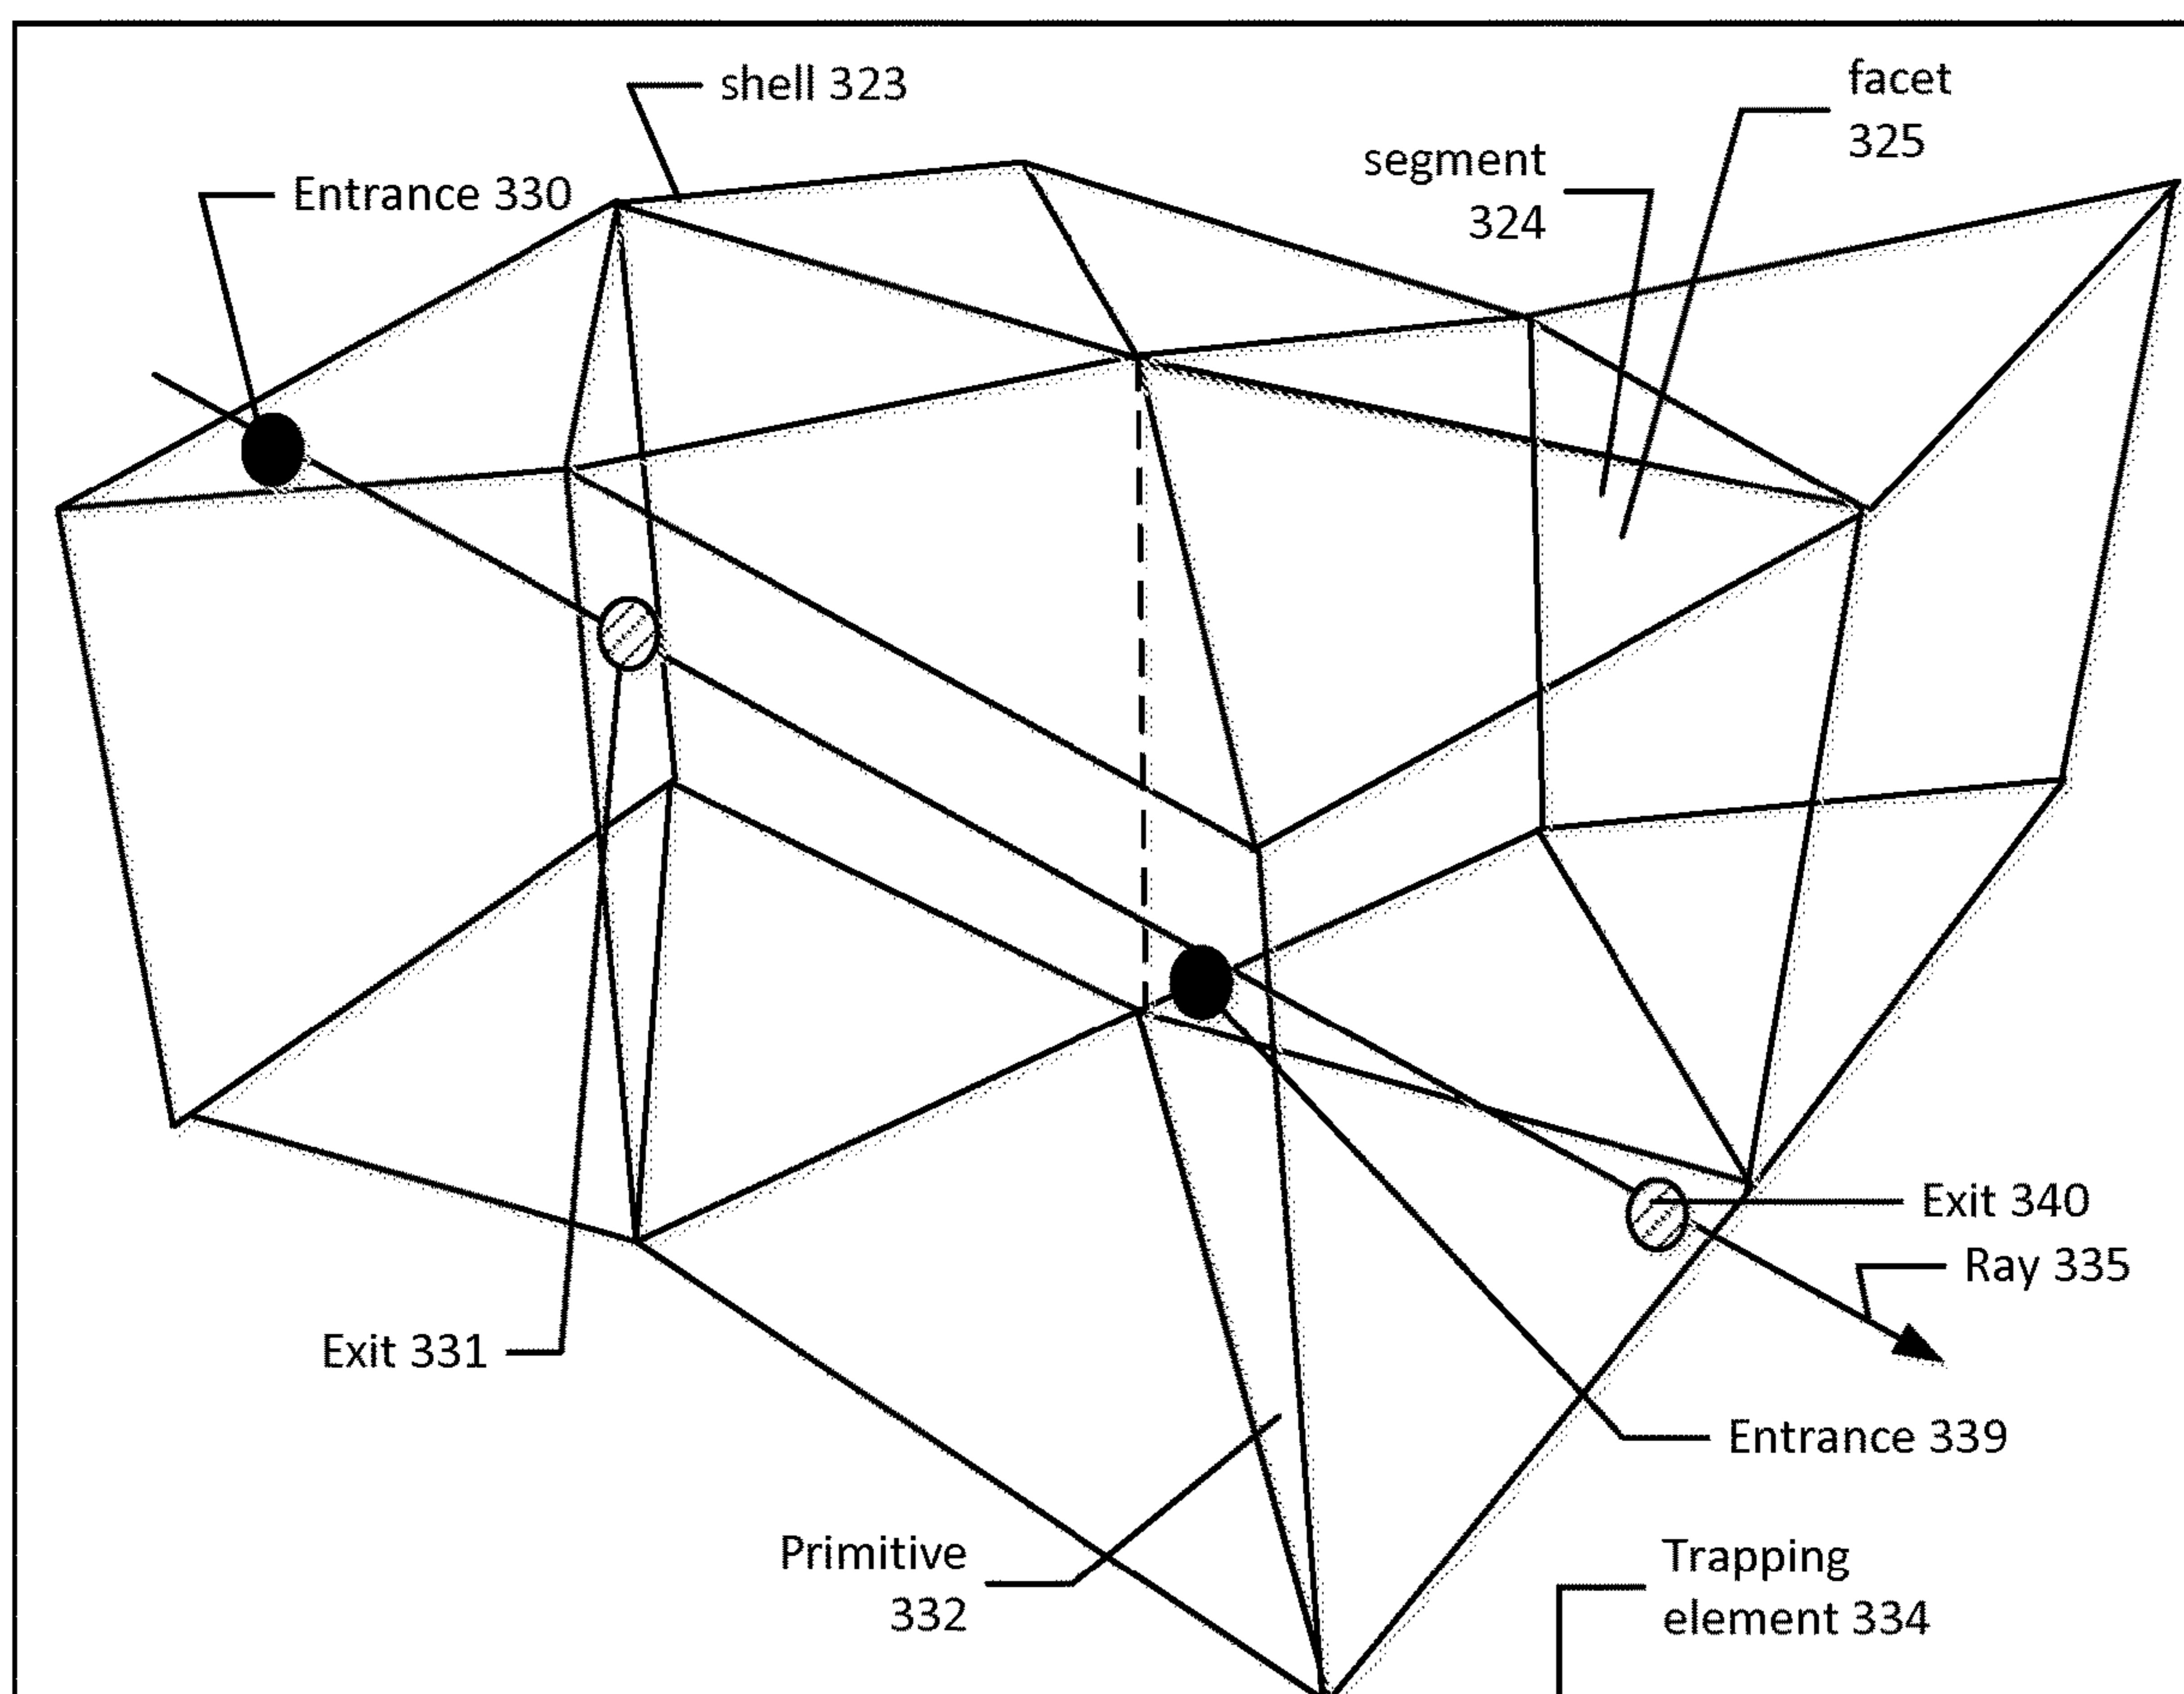 shell 323
facet
325
segment
324
Entrance 330
Exit 340
Ray 335
Exit 331
Entrance 339
Primitive
332
Trapping
element 334